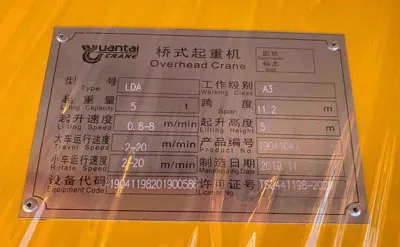 Yuantai
CRANE
桥式起重机
Overhead Crane
型 号 LDA 工作级别 A3
Type Working Class
起重量 5 t 跨 度 11.2 m
Lifting Capacity Span
起升速度 0.8-8 m/min 起升高度 5 m
Lifting Speed Lifting Height
大车运行速度 2-20 m/min 产品编号 19041047
Travel Speed Product No.
小车运行速度 2-20 m/min 制造日期 2019.11
Rotating Speed Date
设备代码 19041198201900586 许可证号
Equipment Code License No.